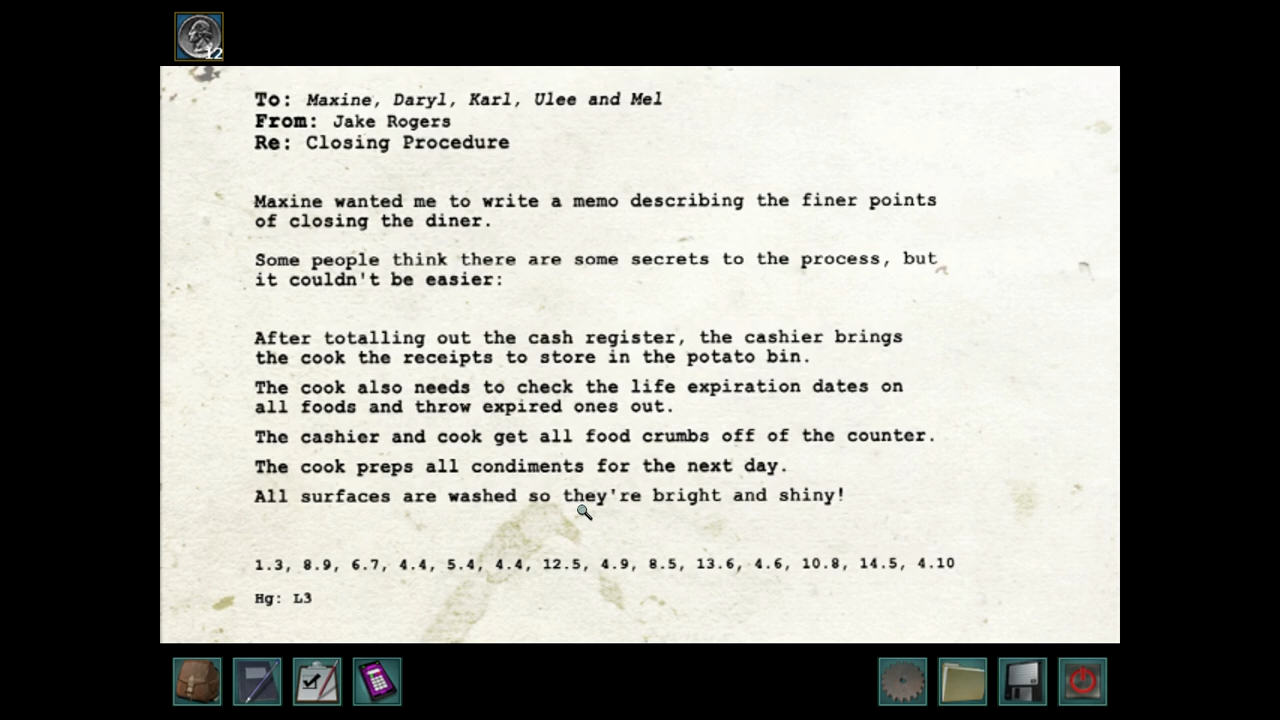 12
To: Maxine, Daryl, Karl, Ulee and Mel
From: Jake Rogers
Re: Closing Procedure
Maxine wanted me to write a memo describing the finer points
of closing the diner.
Some people think there are some secrets to the process, but
it couldn't be easier:
After totalling out the cash register, the cashier brings
the cook the receipts to store in the potato bin.
The cook also needs to check the life expiration dates on
all foods and throw expired ones out.
The cashier and cook get all food crumbs off of the counter.
The cook preps all condiments for the next day.
All surfaces are washed so they're bright and shiny!
1.3, 8.9, 6.7, 4.4, 5.4, 4.4, 12.5, 4.9, 8.5, 13.6, 4.6, 10.8, 14.5, 4.10
Hg: L3